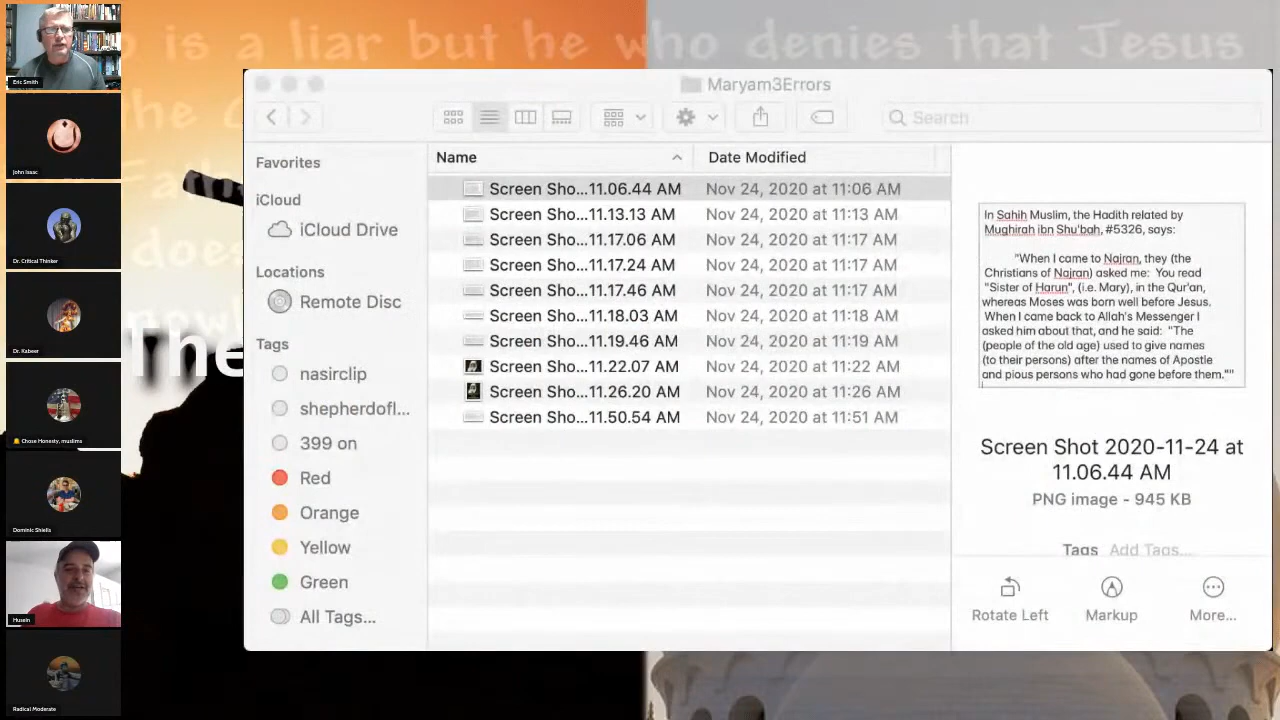 o is a liar but he who denies that Jesus
the C
Fath
does
The
Eric Smith
John Isaac
Dr. Critical Thinker
Dr. Kabeer
Chose Honesty, muslims
Dominic Shiells
Husein
Radical Moderate
Maryam3Errors
Search
Favorites
iCloud
iCloud Drive
Locations
Remote Disc
Tags
nasirclip
shepherdofl...
399 on
Red
Orange
Yellow
Green
All Tags...
Name Date Modified
Screen Sho...11.06.44 AM Nov 24, 2020 at 11:06 AM
Screen Sho...11.13.13 AM Nov 24, 2020 at 11:13 AM
Screen Sho...11.17.06 AM Nov 24, 2020 at 11:17 AM
Screen Sho...11.17.24 AM Nov 24, 2020 at 11:17 AM
Screen Sho...11.17.46 AM Nov 24, 2020 at 11:17 AM
Screen Sho...11.18.03 AM Nov 24, 2020 at 11:18 AM
Screen Sho...11.19.46 AM Nov 24, 2020 at 11:19 AM
Screen Sho...11.22.07 AM Nov 24, 2020 at 11:22 AM
Screen Sho...11.26.20 AM Nov 24, 2020 at 11:26 AM
Screen Sho...11.50.54 AM Nov 24, 2020 at 11:51 AM
In Sahih Muslim, the Hadith related by
Mughirah ibn Shu'bah, #5326, says:
"When I came to Najran, they (the
Christians of Najran) asked me: You read
"Sister of Harun", (i.e. Mary), in the Qur'an,
whereas Moses was born well before Jesus.
When I came back to Allah's Messenger I
asked him about that, and he said: "The
(people of the old age) used to give names
(to their persons) after the names of Apostle
and pious persons who had gone before them.""
Screen Shot 2020-11-24 at
11.06.44 AM
PNG image - 945 KB
Tags Add Tags...
Rotate Left
Markup
More...